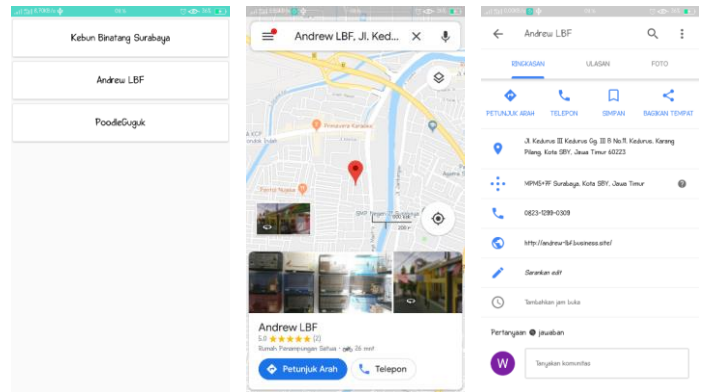 Kebun Binatang Surabaya
Andrew LBF
PoodleGuguk
Andrew LBF, Jl. Ked...
Primavera Karaoke
Andrew LBF
5.0 (2)
Rumah Penampungan Satwa · 26 mnt
Petunjuk Arah
Telepon
Andrew LBF
RINGKASAN
ULASAN
FOTO
PETUNJUK ARAH
TELEPON
SIMPAN
BAGIKAN TEMPAT
Jl. Kedurus III Kedurus Gg. III B No.11, Kedurus, Karang
Pilang, Kota SBY, Jawa Timur 60223
MPM5+7F Surabaya, Kota SBY, Jawa Timur
0823-1299-0309
http://andrew-lbf.business.site/
Sarankan edit
Tambahkan jam buka
Pertanyaan & jawaban
W
Tanyakan komunitas